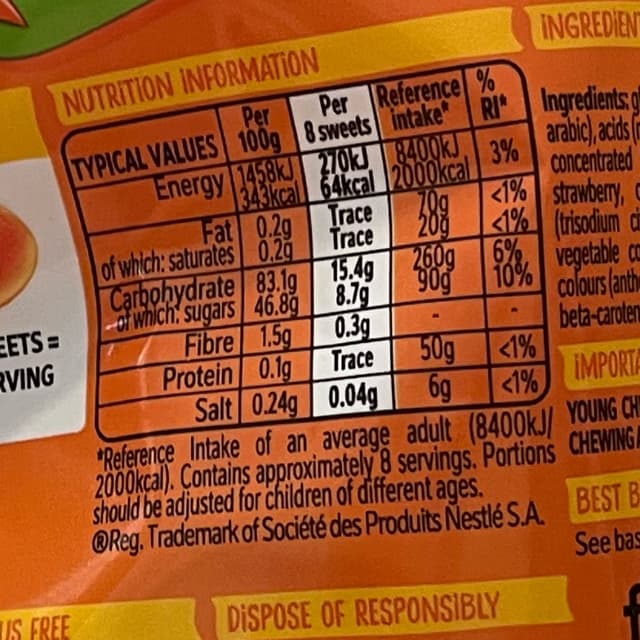 INGREDIEN
NUTRITION INFORMATION
TYPICAL VALUES Per 100g Per 8 sweets Reference intake* % RI*
Energy 1458kJ 270kJ 8400kJ 3%
343kcal 64kcal 2000kcal
Fat 0.2g Trace 70g <1%
of which: saturates 0.2g Trace 20g <1%
Carbohydrate 83.1g 15.4g 260g 6%
of which: sugars 46.8g 8.7g 90g 10%
Fibre 1.5g 0.3g - -
Protein 0.1g Trace 50g <1%
Salt 0.24g 0.04g 6g <1%
*Reference Intake of an average adult (8400kJ/
2000kcal). Contains approximately 8 servings. Portions
should be adjusted for children of different ages.
®Reg. Trademark of Société des Produits Nestlé S.A.
EETS =
RVING
Ingredients:
arabic), acids
concentrated
strawberry,
(trisodium
vegetable
colours (anth
beta-caroten
IMPORTA
YOUNG CH
CHEWING
BEST B
See bas
US FREE
DISPOSE OF RESPONSIBLY